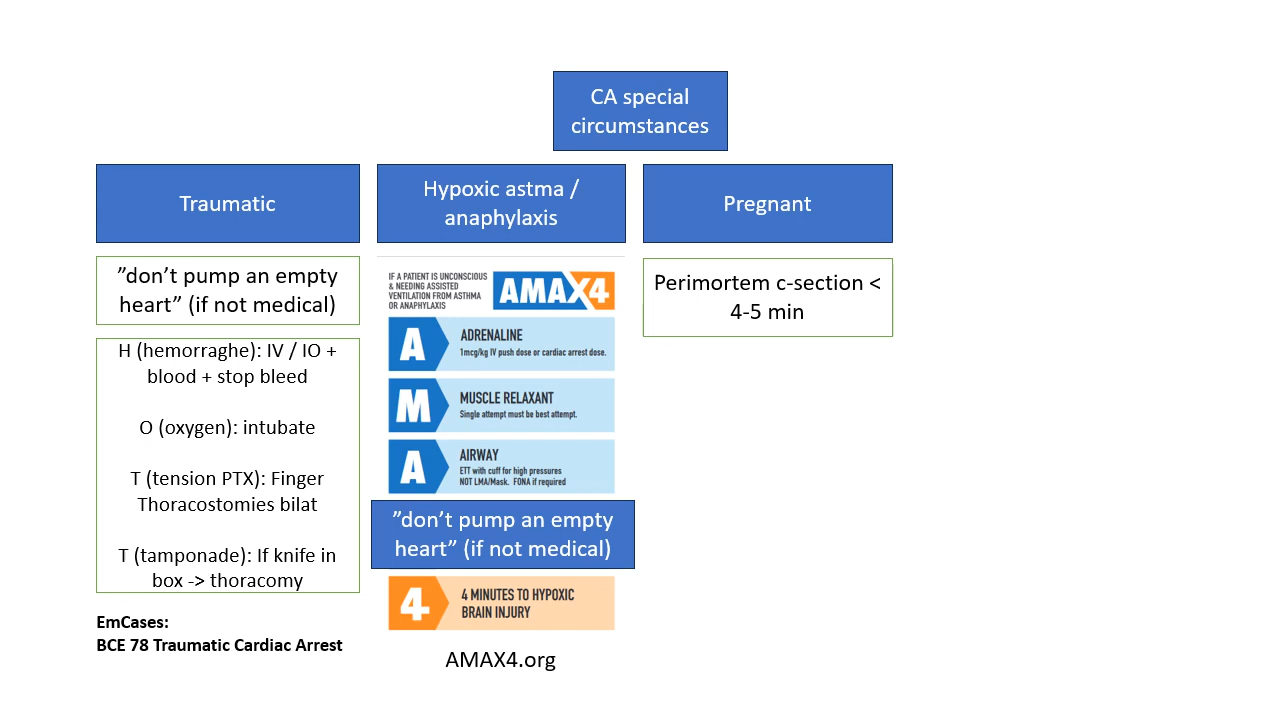 CA special
circumstances
Traumatic
”don’t pump an empty
heart” (if not medical)
H (hemorraghe): IV / IO +
blood + stop bleed
O (oxygen): intubate
T (tension PTX): Finger
Thoracostomies bilat
T (tamponade): If knife in
box -> thoracomy
EmCases:
BCE 78 Traumatic Cardiac Arrest
Hypoxic astma /
anaphylaxis
IF A PATIENT IS UNCONSCIOUS
& NEEDING ASSISTED
VENTILATION FROM ASTHMA
OR ANAPHYLAXIS
AMAX4
A
ADRENALINE
1mcg/kg IV push dose or cardiac arrest dose.
M
MUSCLE RELAXANT
Single attempt must be best attempt.
A
AIRWAY
ETT with cuff for high pressures
NOT LMA/Mask. FONA if required
”don’t pump an empty
heart” (if not medical)
4
4 MINUTES TO HYPOXIC
BRAIN INJURY
AMAX4.org
Pregnant
Perimortem c-section <
4-5 min